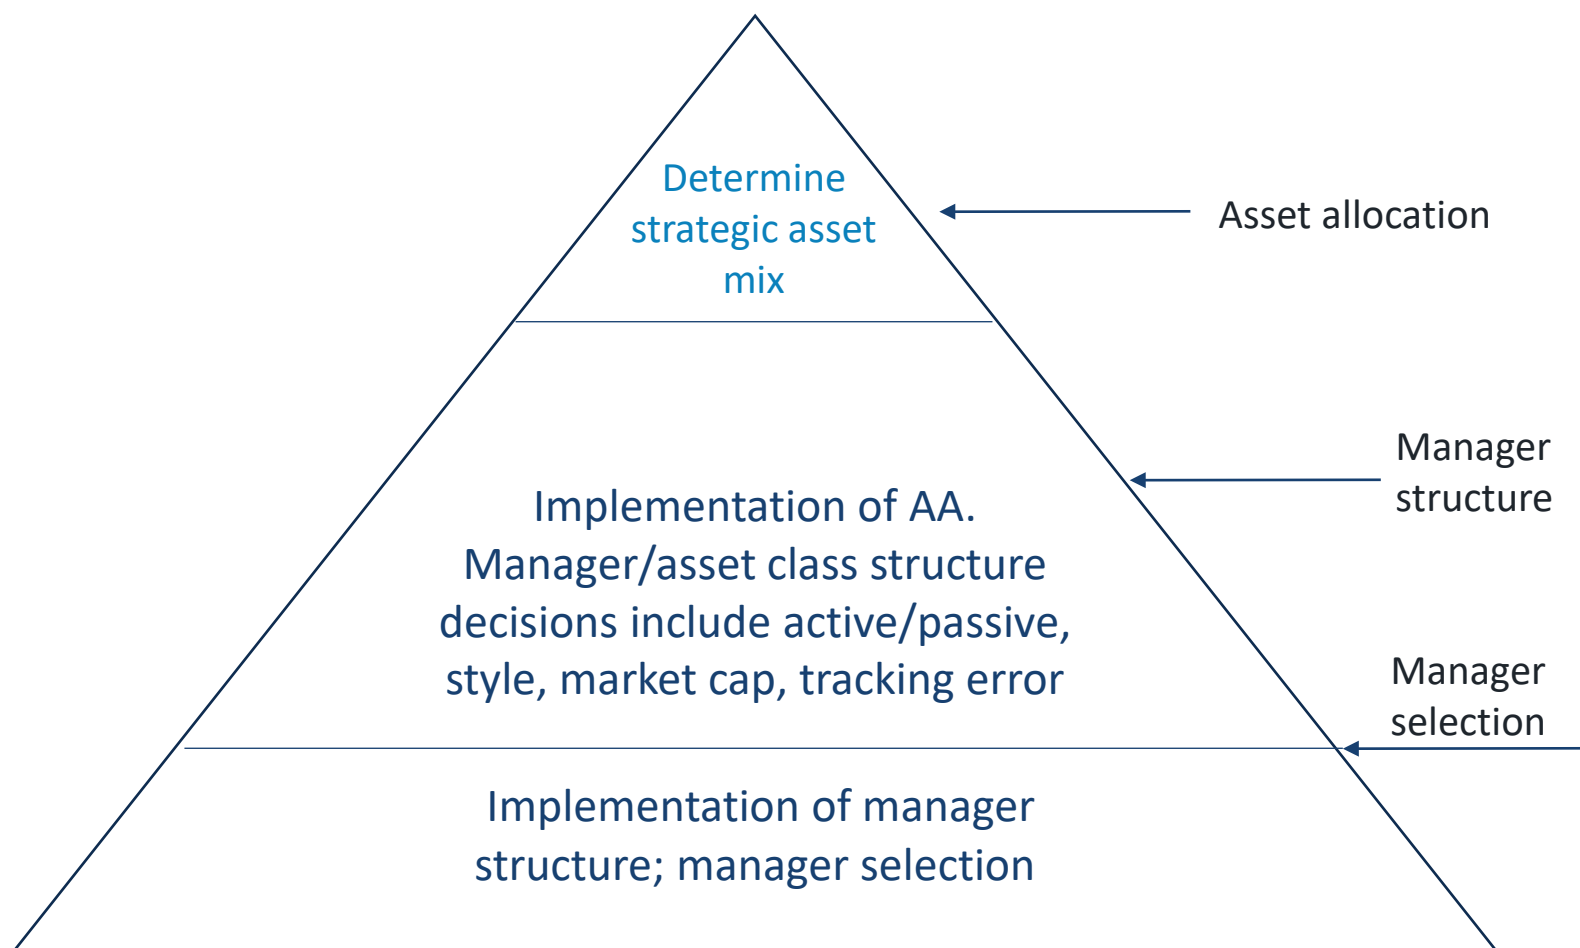 Determine
strategic asset
mix
Asset allocation
Manager
structure
Implementation of AA.
Manager/asset class structure
decisions include active/passive,
style, market cap, tracking error
Manager
selection
Implementation of manager
structure; manager selection